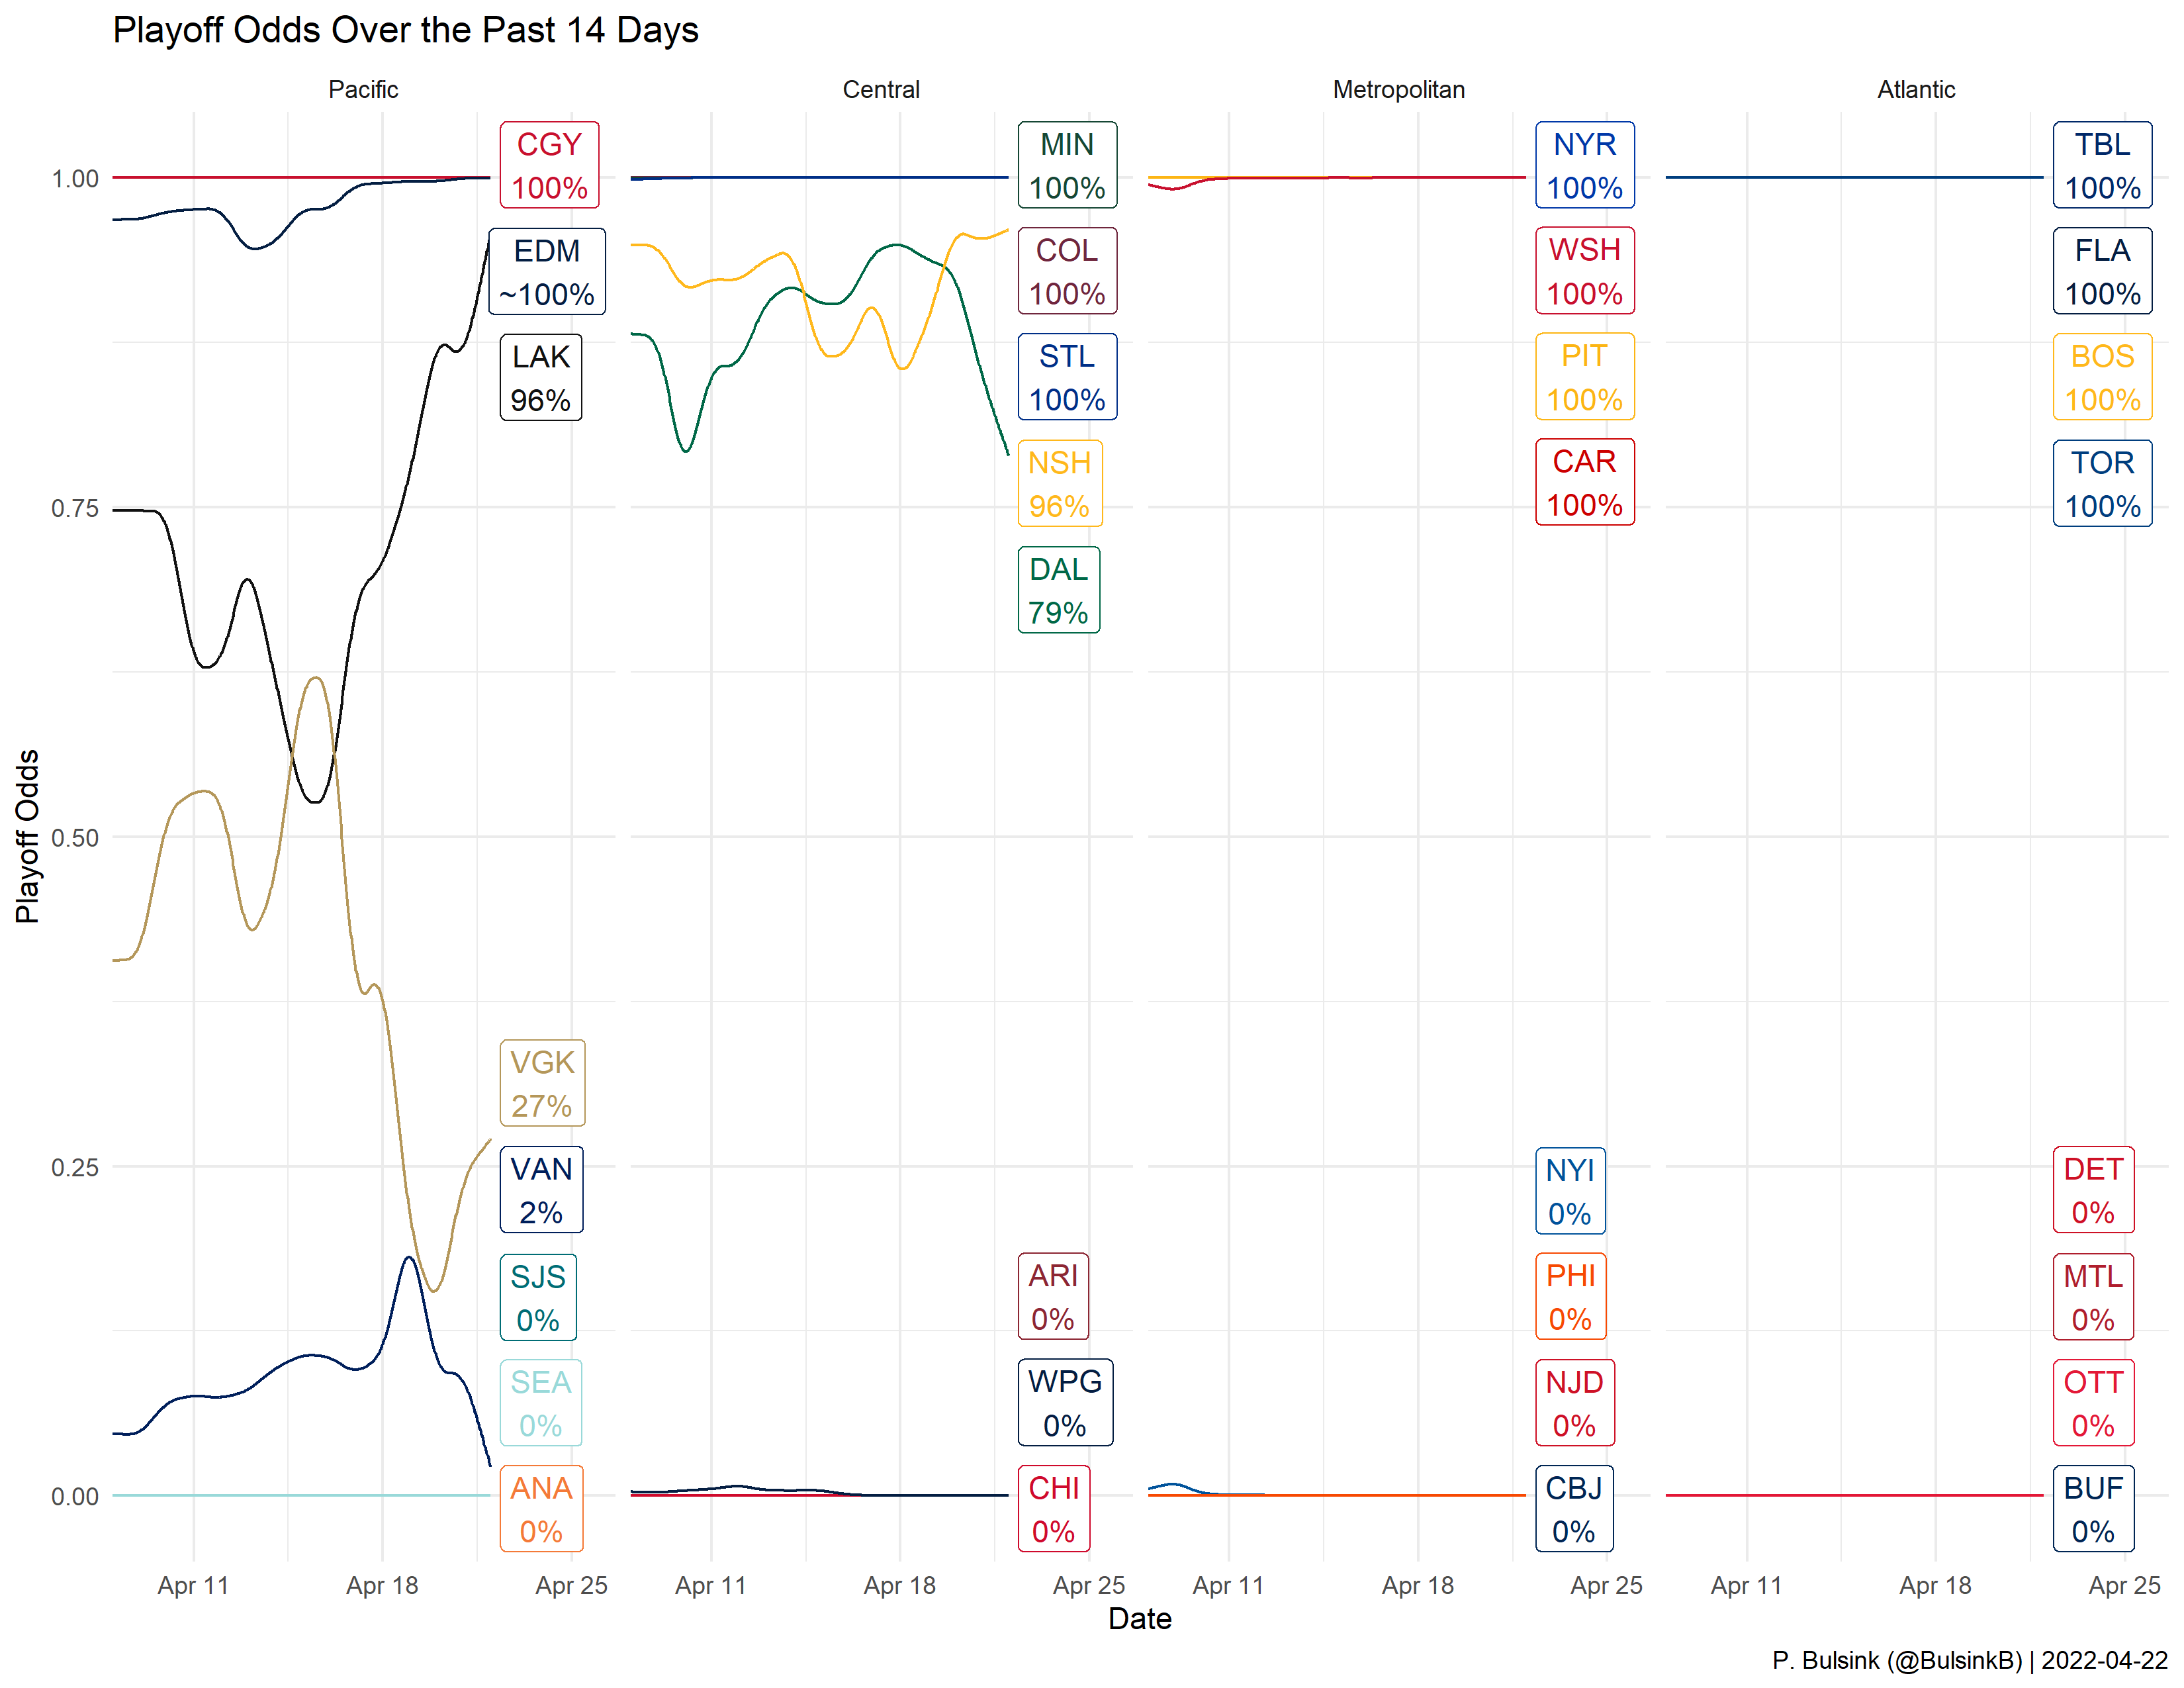 Playoff Odds Over the Past 14 Days
Pacific
Central
Metropolitan
Atlantic
Playoff Odds
1.00
0.75
0.50
0.25
0.00
CGY
100%
EDM
~100%
LAK
96%
VGK
27%
VAN
2%
SJS
0%
SEA
0%
ANA
0%
MIN
100%
COL
100%
STL
100%
NSH
96%
DAL
79%
ARI
0%
WPG
0%
CHI
0%
NYR
100%
WSH
100%
PIT
100%
CAR
100%
NYI
0%
PHI
0%
NJD
0%
CBJ
0%
TBL
100%
FLA
100%
BOS
100%
TOR
100%
DET
0%
MTL
0%
OTT
0%
BUF
0%
Apr 11
Apr 18
Apr 25
Apr 11
Apr 18
Apr 25
Apr 11
Apr 18
Apr 25
Apr 11
Apr 18
Apr 25
Date
P. Bulsink (@BulsinkB) | 2022-04-22